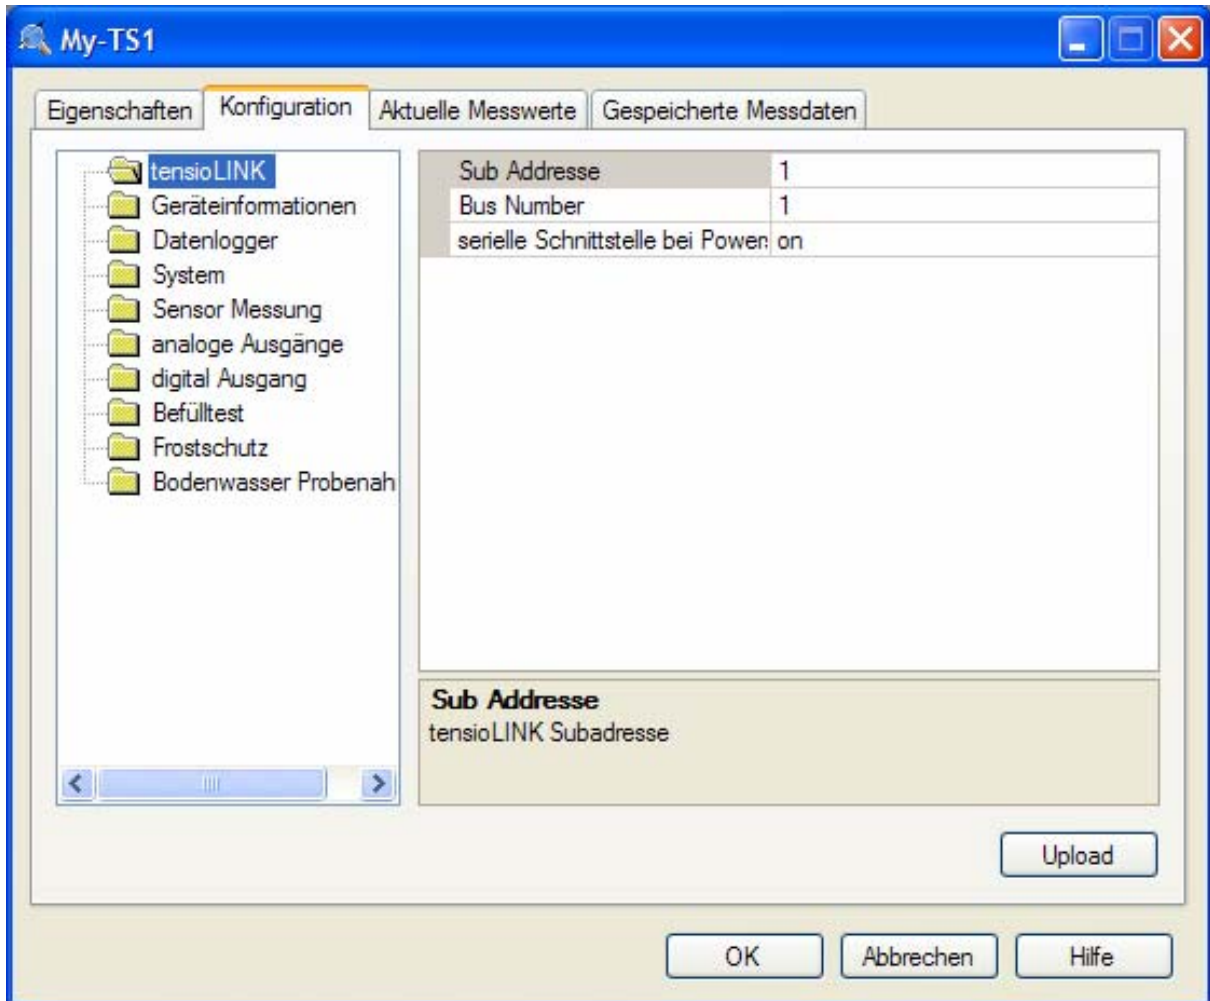 My-TS1
Eigenschaften Konfiguration Aktuelle Messwerte Gespeicherte Messdaten
tensioLINK
Geräteinformationen
Datenlogger
System
Sensor Messung
analoge Ausgänge
digital Ausgang
Befülltest
Frostschutz
Bodenwasser Probenah
Sub Addresse 1
Bus Number 1
serielle Schnittstelle bei Powers on
Sub Addresse
tensioLINK Subadresse
Upload
OK Abbrechen Hilfe